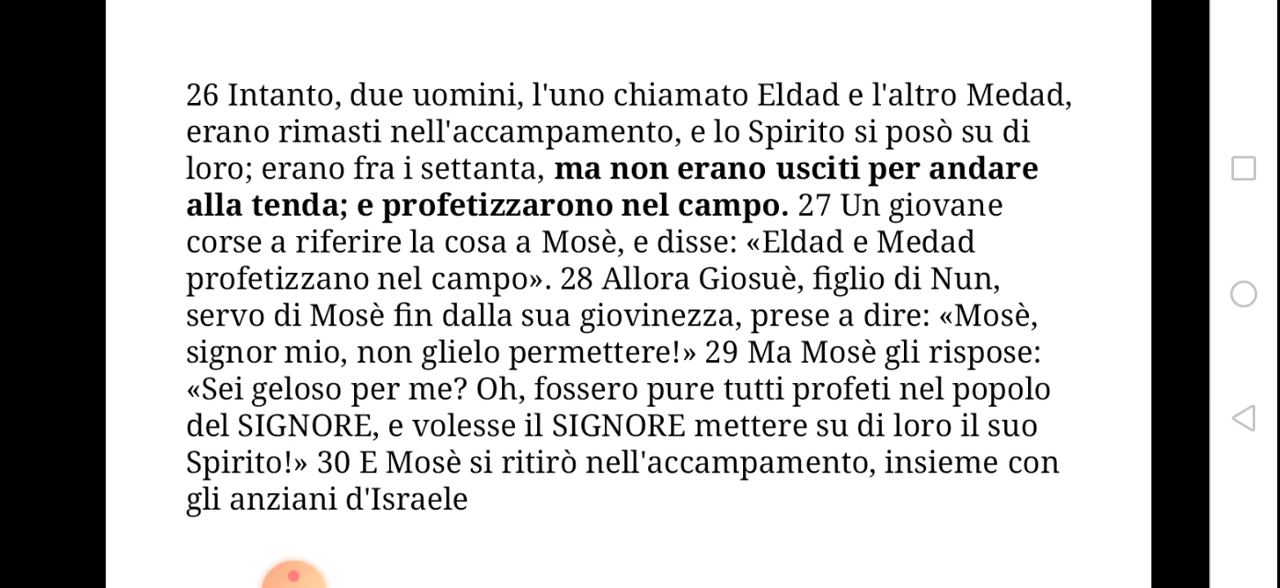 26 Intanto, due uomini, l'uno chiamato Eldad e l'altro Medad,
erano rimasti nell'accampamento, e lo Spirito si posò su di
loro; erano fra i settanta, ma non erano usciti per andare
alla tenda; e profetizzarono nel campo. 27 Un giovane
corse a riferire la cosa a Mosè, e disse: «Eldad e Medad
profetizzano nel campo». 28 Allora Giosuè, figlio di Nun,
servo di Mosè fin dalla sua giovinezza, prese a dire: «Mosè,
signor mio, non glielo permettere!» 29 Ma Mosè gli rispose:
«Sei geloso per me? Oh, fossero pure tutti profeti nel popolo
del SIGNORE, e volesse il SIGNORE mettere su di loro il suo
Spirito!» 30 E Mosè si ritirò nell'accampamento, insieme con
gli anziani d'Israele